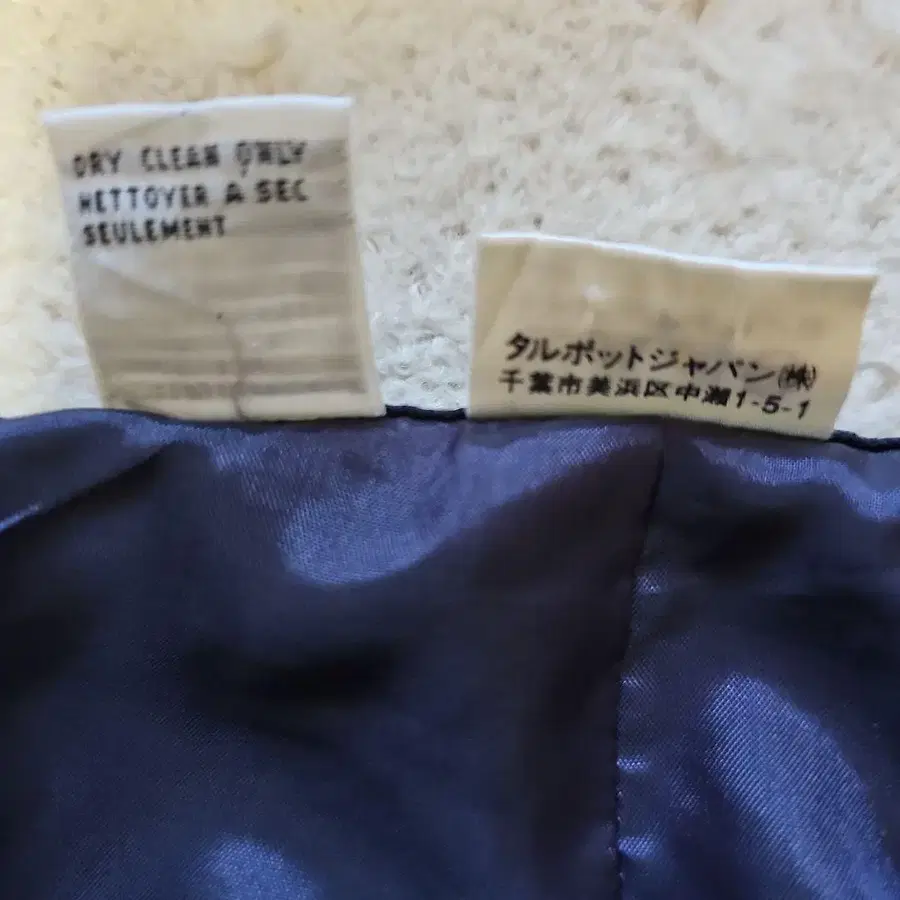 DRY CLEAN ONLY
NETTOYER A SEC
SEULEMENT
タルボットジャパン(株)
千葉市美浜区中瀬1-5-1